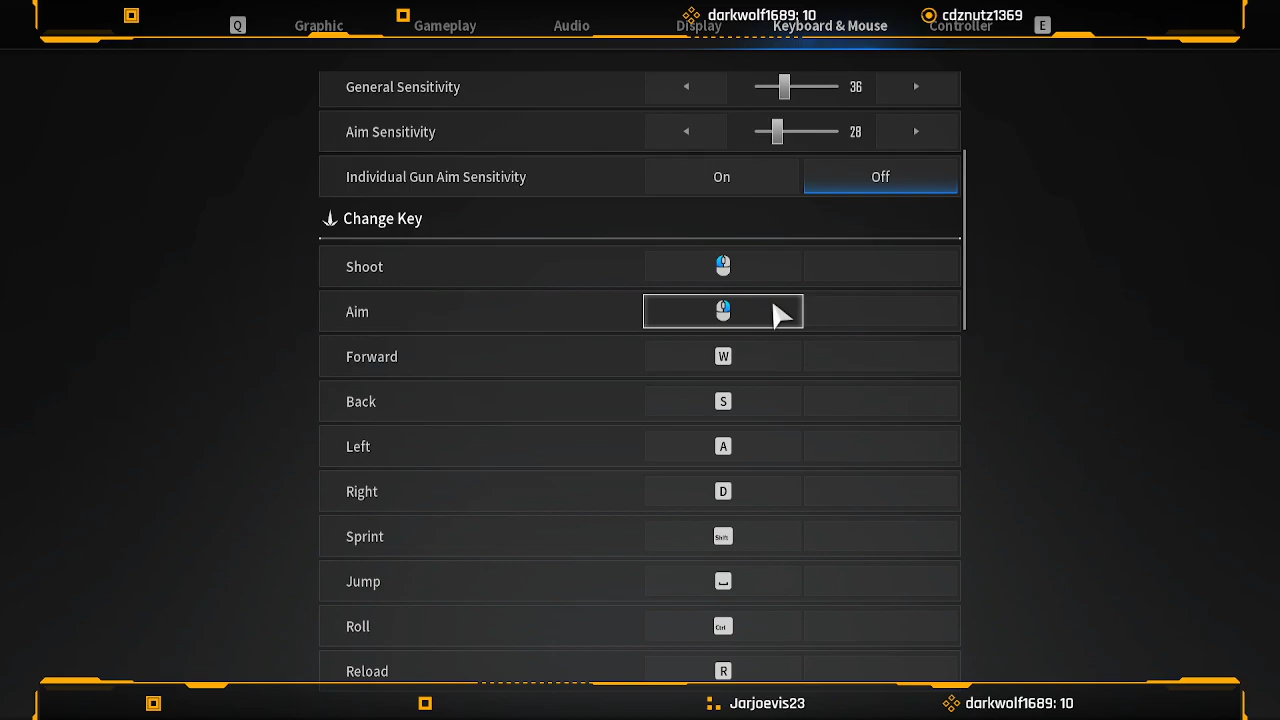 darkwolf1689: 10 cdznutz1369
Q Graphic Gameplay Audio Display Keyboard & Mouse Controller E
General Sensitivity 36
Aim Sensitivity 28
Individual Gun Aim Sensitivity On Off
Change Key
Shoot
Aim
Forward W
Back S
Left A
Right D
Sprint Shift
Jump
Roll Ctrl
Reload R
Jarjoevis23 darkwolf1689: 10